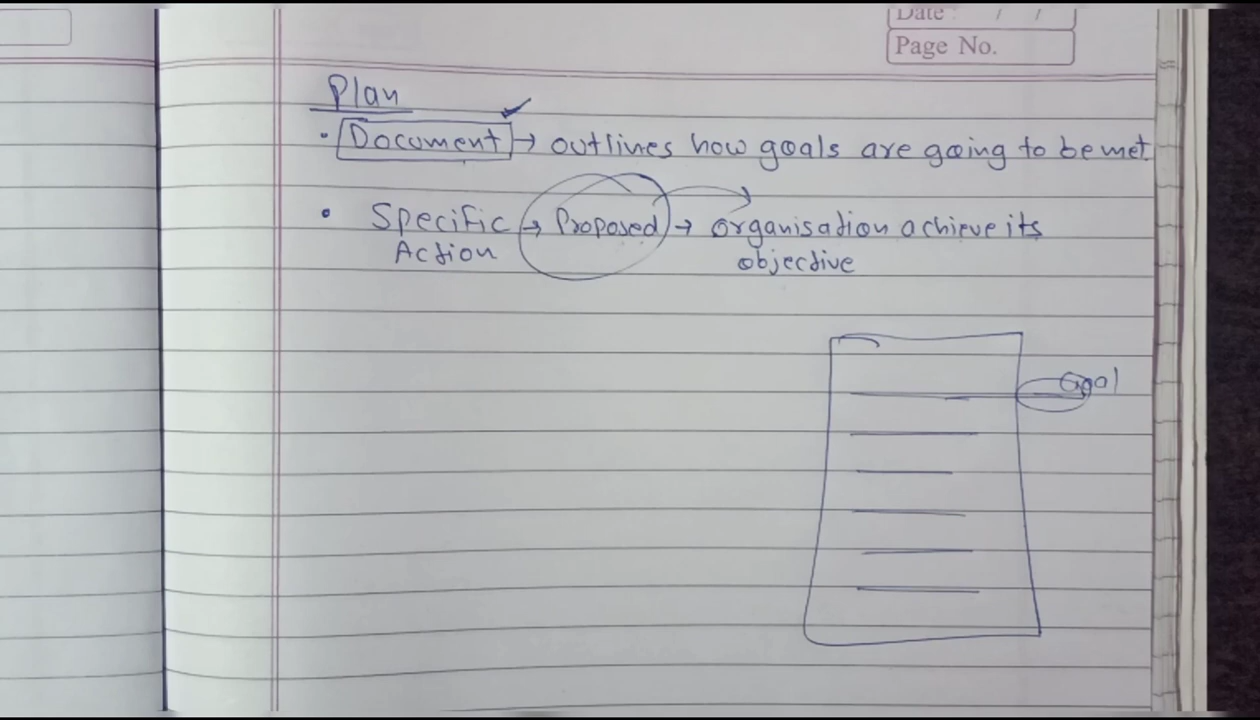 Date / /
Page No.
Plan
• Document → outlines how goals are going to be met
• Specific → Proposed → organisation achieve its
Action objective
Goal